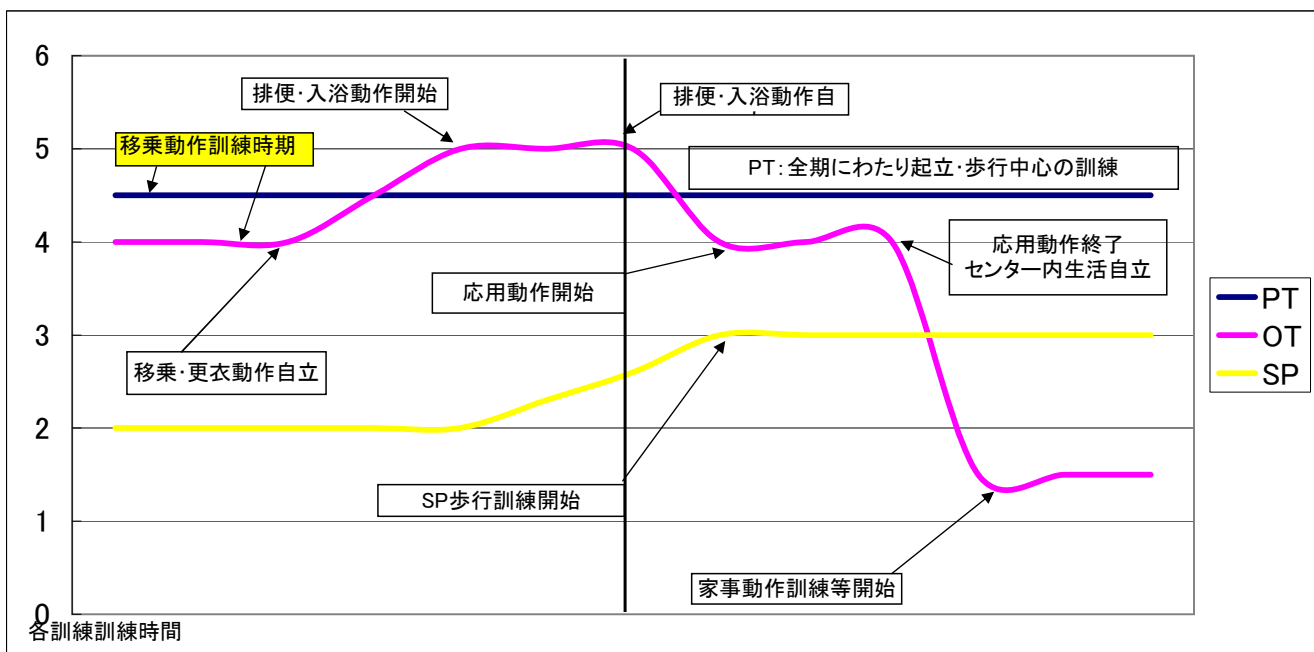 6
排便･入浴動作開始
排便･入浴動作自
移乗動作訓練時期
5
PT：全期にわたり起立･歩行中心の訓練
4
応用動作終了
センター内生活自立
応用動作開始
PT
OT
SP
3
移乗･更衣動作自立
2
SP歩行訓練開始
1
家事動作訓練等開始
0
各訓練訓練時間